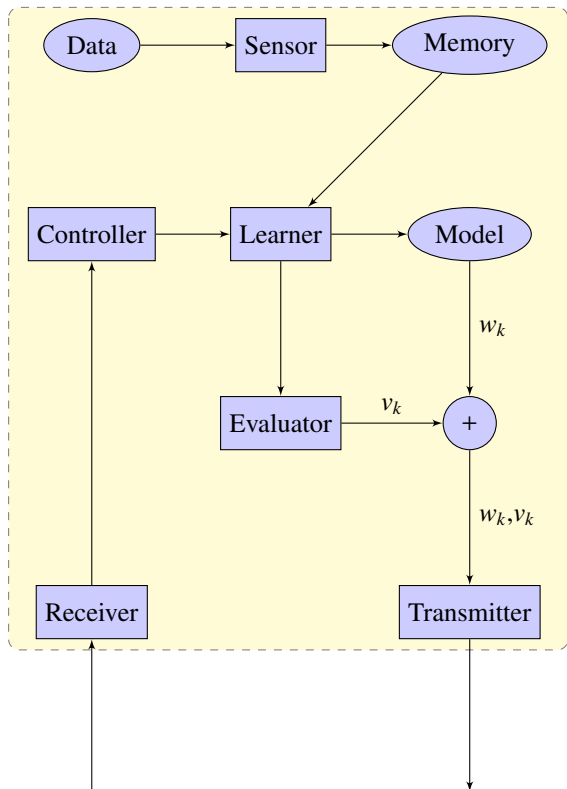 Data
Sensor
Memory
Controller
Learner
Model
w_k
Evaluator
v_k
+
w_k,v_k
Receiver
Transmitter